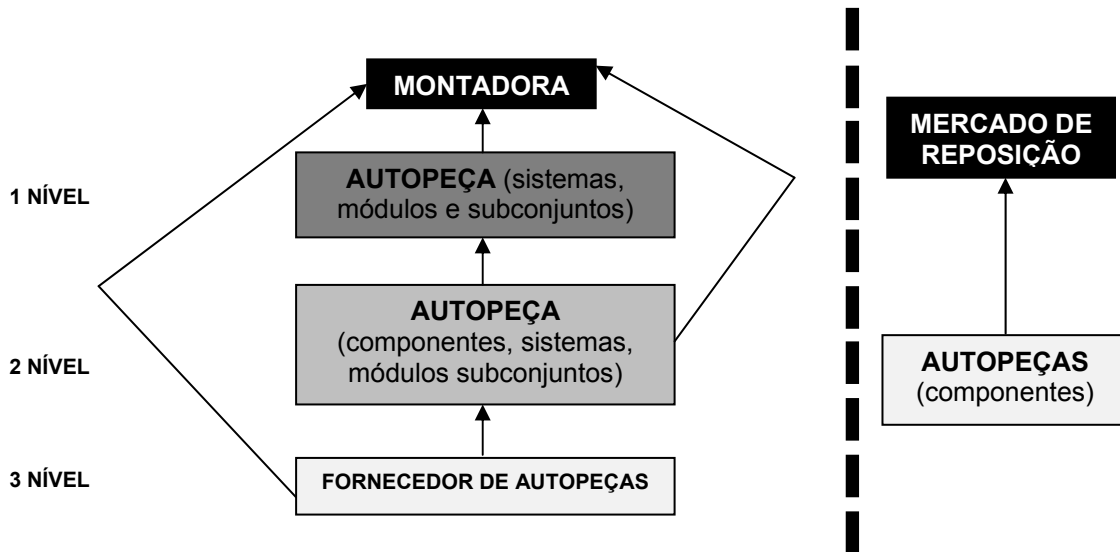 MONTADORA
1 NÍVEL
AUTOPEÇA (sistemas,
módulos e subconjuntos)
2 NÍVEL
AUTOPEÇA
(componentes, sistemas,
módulos subconjuntos)
3 NÍVEL
FORNECEDOR DE AUTOPEÇAS
MERCADO DE
REPOSIÇÃO
AUTOPEÇAS
(componentes)